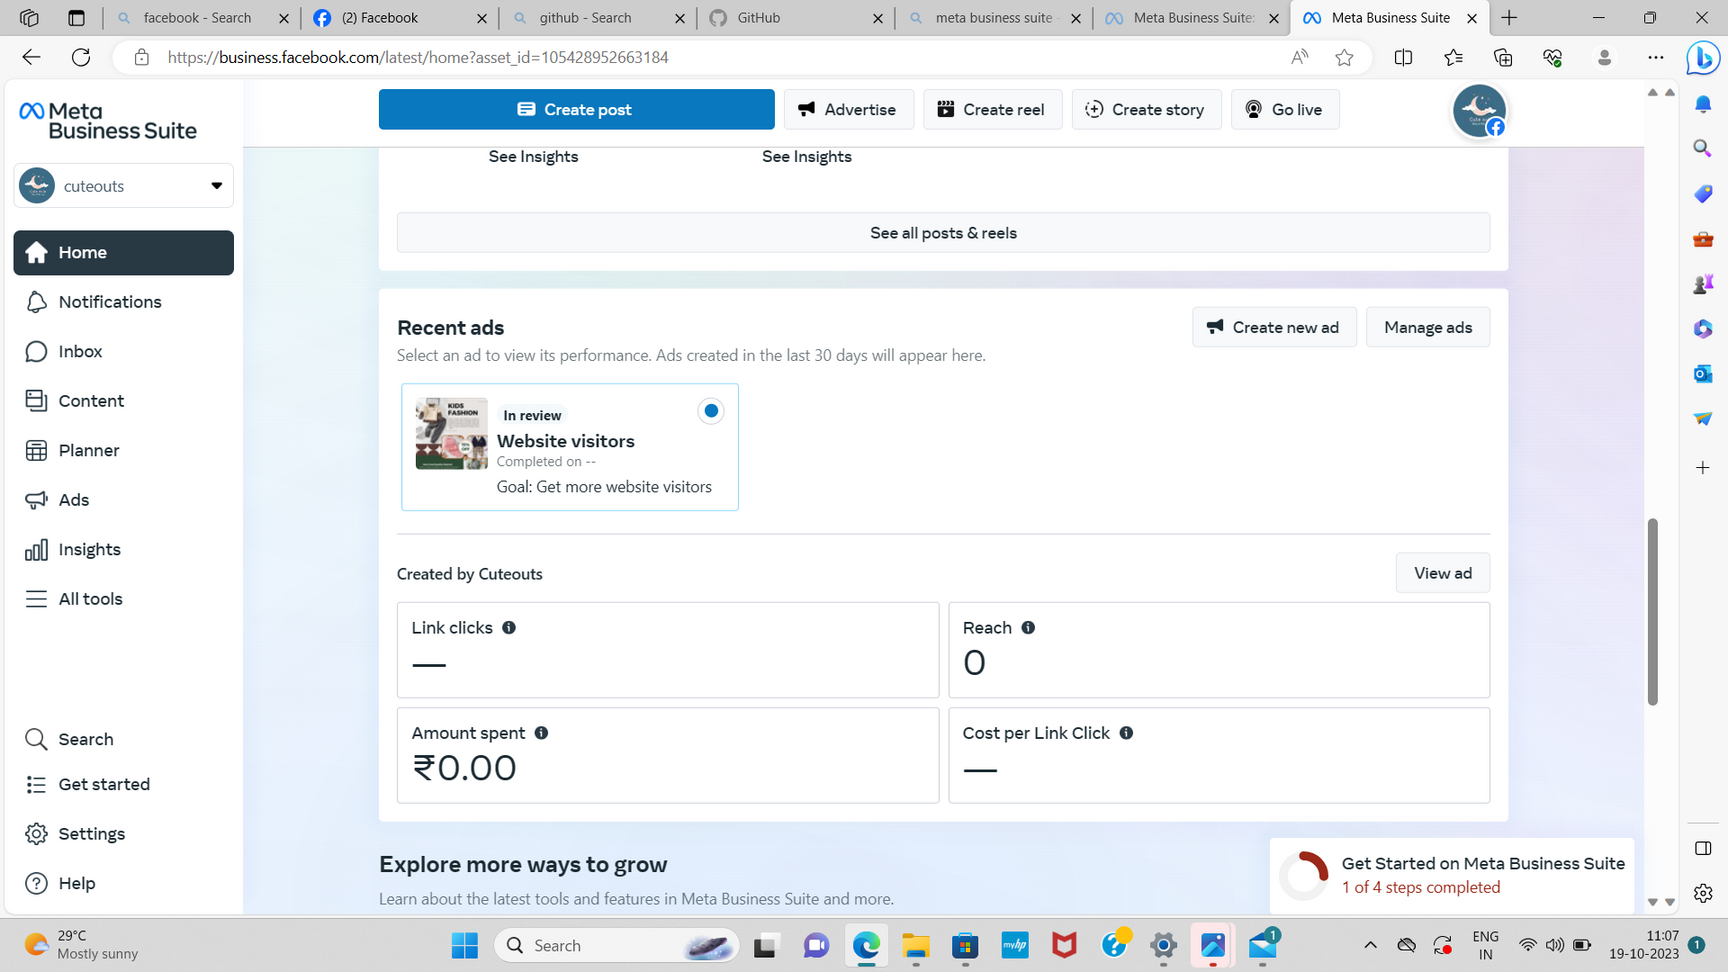 facebook - Search
(2) Facebook
github - Search
GitHub
meta business suite -
Meta Business Suite:
Meta Business Suite
https://business.facebook.com/latest/home?asset_id=105428952663184
Meta
Business Suite
cuteouts
Home
Notifications
Inbox
Content
Planner
Ads
Insights
All tools
Search
Get started
Settings
Help
Create post
Advertise
Create reel
Create story
Go live
See Insights
See Insights
See all posts & reels
Recent ads
Create new ad
Manage ads
Select an ad to view its performance. Ads created in the last 30 days will appear here.
KIDS
FASHION
In review
Website visitors
Completed on --
Goal: Get more website visitors
Created by Cuteouts
View ad
Link clicks
—
Reach
0
Amount spent
₹0.00
Cost per Link Click
—
Explore more ways to grow
Learn about the latest tools and features in Meta Business Suite and more.
Get Started on Meta Business Suite
1 of 4 steps completed
29°C
Mostly sunny
Search
myhp
1
ENG
IN
11:07
19-10-2023
1